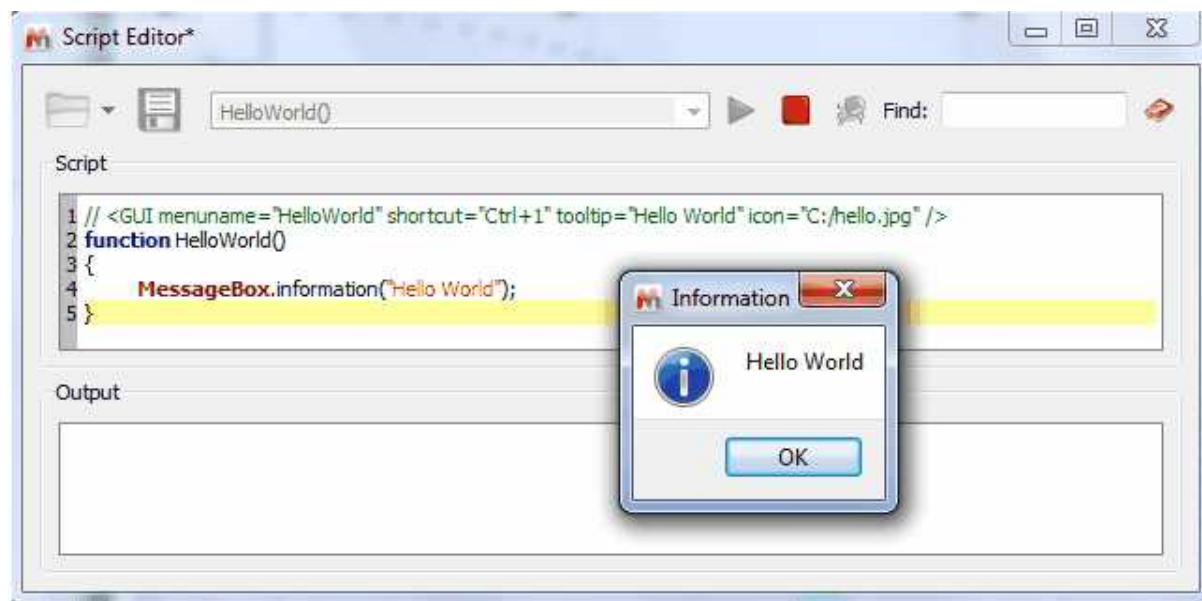 Script Editor*
HelloWorld()
Find:
Script
1 // <GUI menuname="HelloWorld" shortcut="Ctrl+1" tooltip="Hello World" icon="C:/hello.jpg" />
2 function HelloWorld()
3 {
4 MessageBox.information("Hello World");
5 }
Information
Hello World
OK
Output